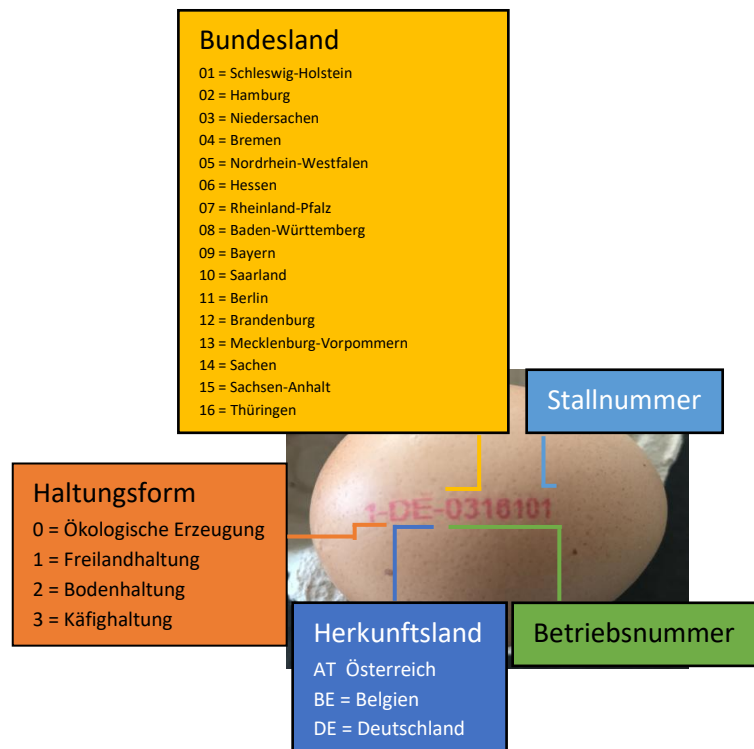 Bundesland
01 = Schleswig-Holstein
02 = Hamburg
03 = Niedersachen
04 = Bremen
05 = Nordrhein-Westfalen
06 = Hessen
07 = Rheinland-Pfalz
08 = Baden-Württemberg
09 = Bayern
10 = Saarland
11 = Berlin
12 = Brandenburg
13 = Mecklenburg-Vorpommern
14 = Sachen
15 = Sachsen-Anhalt
16 = Thüringen
Stallnummer
Haltungsform
0 = Ökologische Erzeugung
1 = Freilandhaltung
2 = Bodenhaltung
3 = Käfighaltung
1-DE-0316101
Herkunftsland
AT Österreich
BE = Belgien
DE = Deutschland
Betriebsnummer